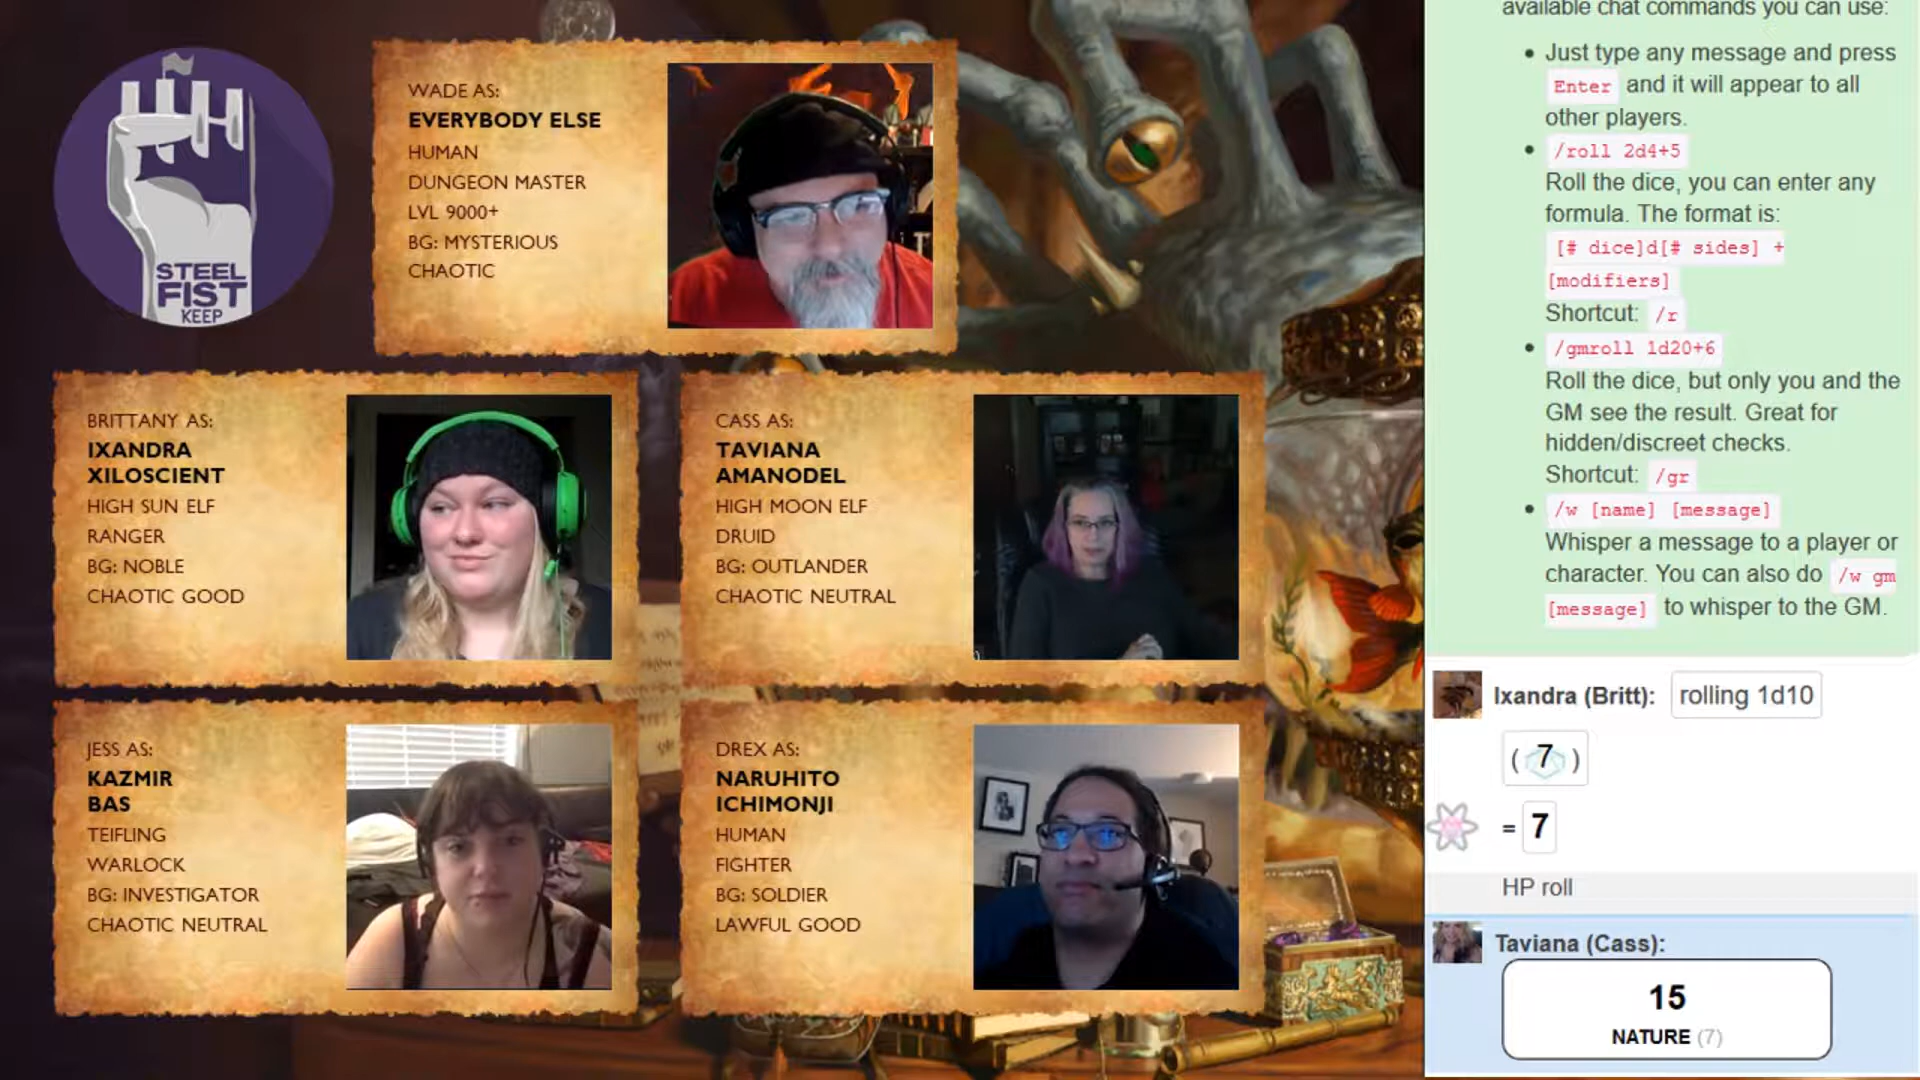 STEEL
FIST
KEEP
WADE AS:
EVERYBODY ELSE
HUMAN
DUNGEON MASTER
LVL 9000+
BG: MYSTERIOUS
CHAOTIC
BRITTANY AS:
IXANDRA
XILOSCIENT
HIGH SUN ELF
RANGER
BG: NOBLE
CHAOTIC GOOD
CASS AS:
TAVIANA
AMANODEL
HIGH MOON ELF
DRUID
BG: OUTLANDER
CHAOTIC NEUTRAL
JESS AS:
KAZMIR
BAS
TEIFLING
WARLOCK
BG: INVESTIGATOR
CHAOTIC NEUTRAL
DREX AS:
NARUHITO
ICHIMONJI
HUMAN
FIGHTER
BG: SOLDIER
LAWFUL GOOD
available chat commands you can use:
• Just type any message and press
Enter and it will appear to all
other players.
• /roll 2d4+5
Roll the dice, you can enter any
formula. The format is:
[# dice]d[# sides] +
[modifiers]
Shortcut: /r
• /gmroll 1d20+6
Roll the dice, but only you and the
GM see the result. Great for
hidden/discreet checks.
Shortcut: /gr
• /w [name] [message]
Whisper a message to a player or
character. You can also do /w gm
[message] to whisper to the GM.
Ixandra (Britt): rolling 1d10
(7)
= 7
HP roll
Taviana (Cass):
15
NATURE (7)